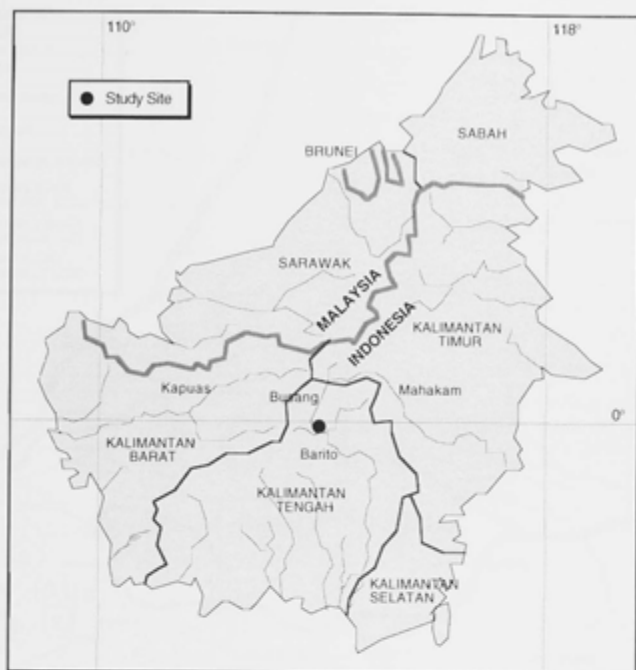 110°
118°
Study Site
SABAH
BRUNEI
SARAWAK
MALAYSIA
INDONESIA
KALIMANTAN
TIMUR
Kapuas
Busang
Mahakam
0°
KALIMANTAN
BARAT
Barito
KALIMANTAN
TENGAH
KALIMANTAN
SELATAN